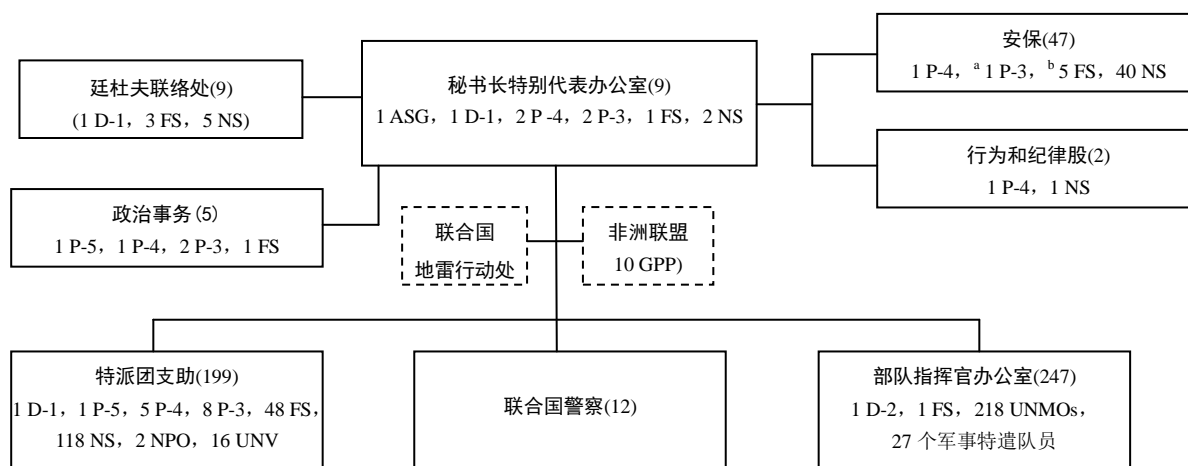 秘书长特别代表办公室(9)
1 ASG，1 D-1，2 P -4，2 P-3，1 FS，2 NS
廷杜夫联络处(9)
(1 D-1，3 FS，5 NS)
安保(47)
1 P-4，ᵃ 1 P-3，ᵇ 5 FS，40 NS
行为和纪律股(2)
1 P-4，1 NS
政治事务(5)
1 P-5，1 P-4，2 P-3，1 FS
联合国
地雷行动处
非洲联盟
10 GPP)
特派团支助(199)
1 D-1，1 P-5，5 P-4，8 P-3，48 FS，
118 NS，2 NPO，16 UNV
联合国警察(12)
部队指挥官办公室(247)
1 D-2，1 FS，218 UNMOs，
27 个军事特遣队员